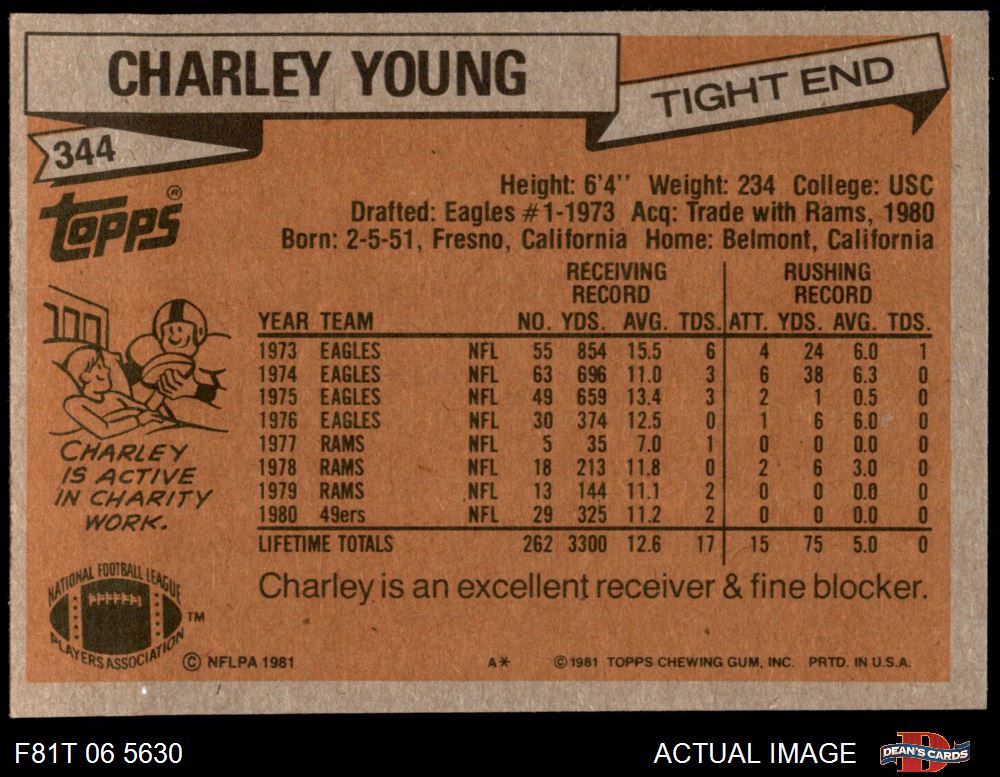 CHARLEY YOUNG
TIGHT END
344
Topps®
Height: 6'4'' Weight: 234 College: USC
Drafted: Eagles #1-1973 Acq: Trade with Rams, 1980
Born: 2-5-51, Fresno, California Home: Belmont, California
RECEIVING RECORD RUSHING RECORD
YEAR TEAM NO. YDS. AVG. TDS. ATT. YDS. AVG. TDS.
1973 EAGLES NFL 55 854 15.5 6 4 24 6.0 1
1974 EAGLES NFL 63 696 11.0 3 6 38 6.3 0
1975 EAGLES NFL 49 659 13.4 3 2 1 0.5 0
1976 EAGLES NFL 30 374 12.5 0 1 6 6.0 0
1977 RAMS NFL 5 35 7.0 1 0 0 0.0 0
1978 RAMS NFL 18 213 11.8 0 2 6 3.0 0
1979 RAMS NFL 13 144 11.1 2 0 0 0.0 0
1980 49ers NFL 29 325 11.2 2 0 0 0.0 0
LIFETIME TOTALS 262 3300 12.6 17 15 75 5.0 0
CHARLEY
IS ACTIVE
IN CHARITY
WORK.
Charley is an excellent receiver & fine blocker.
NATIONAL FOOTBALL LEAGUE
PLAYERS ASSOCIATION
TM
© NFLPA 1981
A* © 1981 TOPPS CHEWING GUM, INC. PRTD. IN U.S.A.
F81T 06 5630
ACTUAL IMAGE
D
DEAN'S CARDS